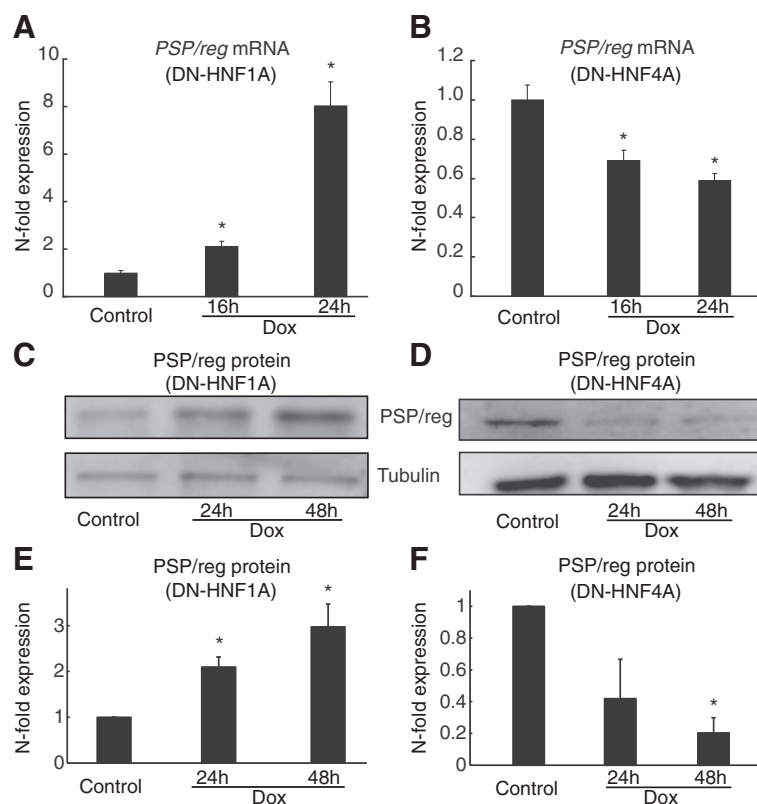 A
PSP/reg mRNA
(DN-HNF1A)
N-fold expression
10
8
6
4
2
0
*
*
Control
16h
24h
Dox
B
PSP/reg mRNA
(DN-HNF4A)
N-fold expression
1.2
1.0
0.8
0.6
0.4
0.2
0
*
*
Control
16h
24h
Dox
C
PSP/reg protein
(DN-HNF1A)
PSP/reg
Tubulin
Control
24h
48h
Dox
D
PSP/reg protein
(DN-HNF4A)
Control
24h
48h
Dox
E
PSP/reg protein
(DN-HNF1A)
N-fold expression
3
2
1
0
*
*
Control
24h
48h
Dox
F
PSP/reg protein
(DN-HNF4A)
N-fold expression
1
0.8
0.6
0.4
0.2
0
*
Control
24h
48h
Dox